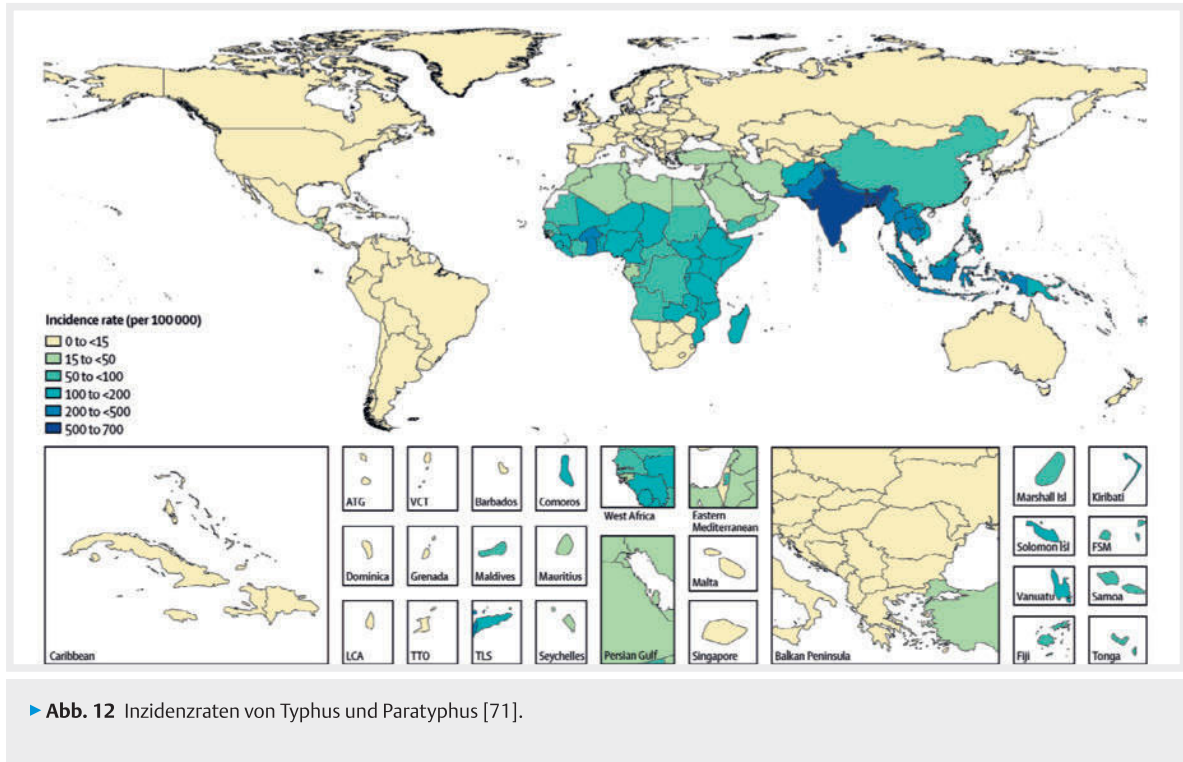 Incidence rate (per 100 000)
0 to <15
15 to <50
50 to <100
100 to <200
200 to <500
500 to 700
Caribbean
ATG
VCT
Barbados
Comoros
West Africa
Eastern
Mediterranean
Dominica
Grenada
Maldives
Mauritius
LCA
TTO
TLS
Seychelles
Persian Gulf
Malta
Singapore
Balkan Peninsula
Marshall Isl
Kiribati
Solomon Isl
FSM
Vanuatu
Samoa
Fiji
Tonga
▶ Abb. 12 Inzidenzraten von Typhus und Paratyphus [71].